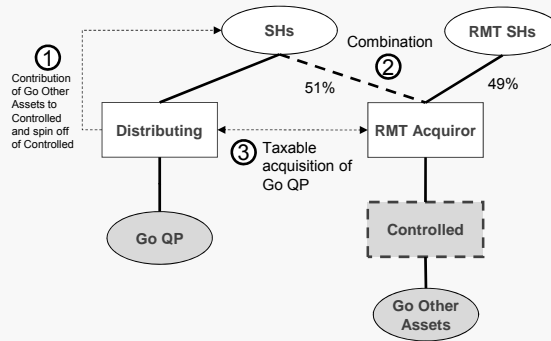 SHs
RMT SHs
Combination
2
1
Contribution
of Go Other
Assets to
Controlled
and spin off
of Controlled
51%
49%
Distributing
RMT Acquiror
3
Taxable
acquisition of
Go QP
Go QP
Controlled
Go Other
Assets